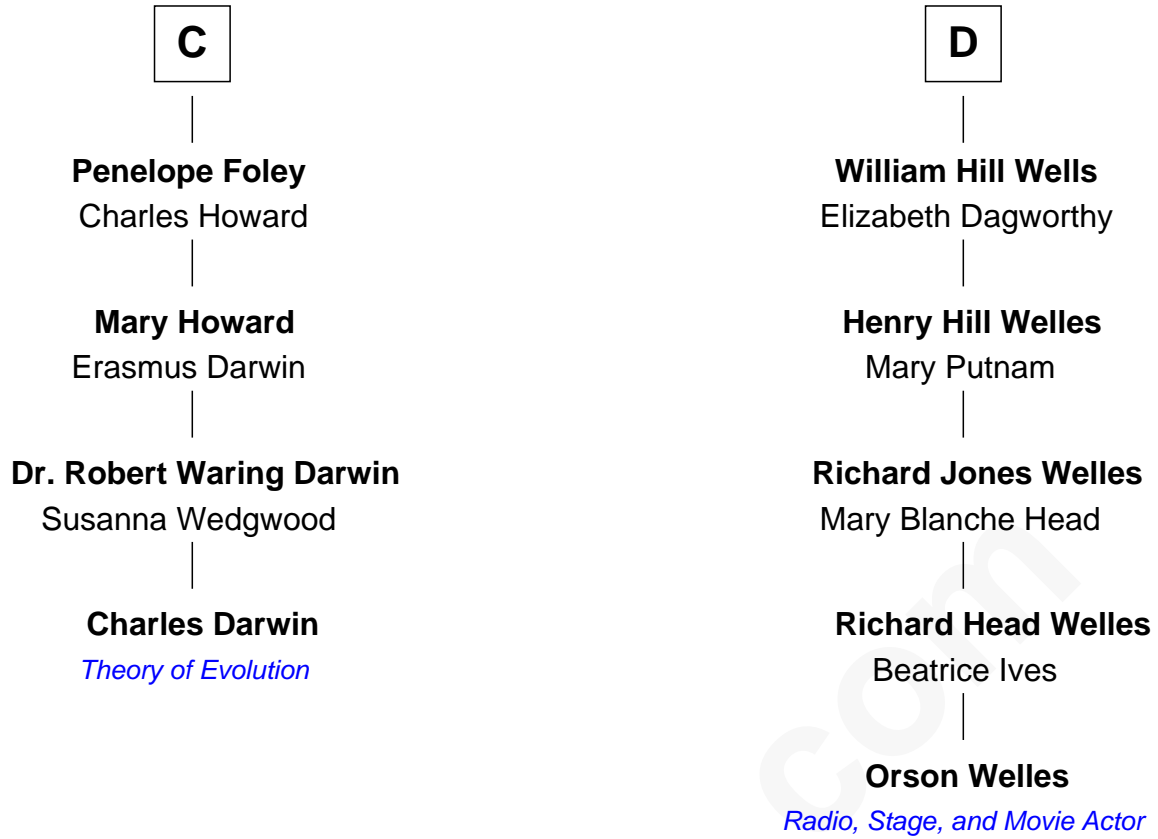 C
Penelope Foley
Charles Howard
Mary Howard
Erasmus Darwin
Dr. Robert Waring Darwin
Susanna Wedgwood
Charles Darwin
Theory of Evolution
D
William Hill Wells
Elizabeth Dagworthy
Henry Hill Welles
Mary Putnam
Richard Jones Welles
Mary Blanche Head
Richard Head Welles
Beatrice Ives
Orson Welles
Radio, Stage, and Movie Actor
com